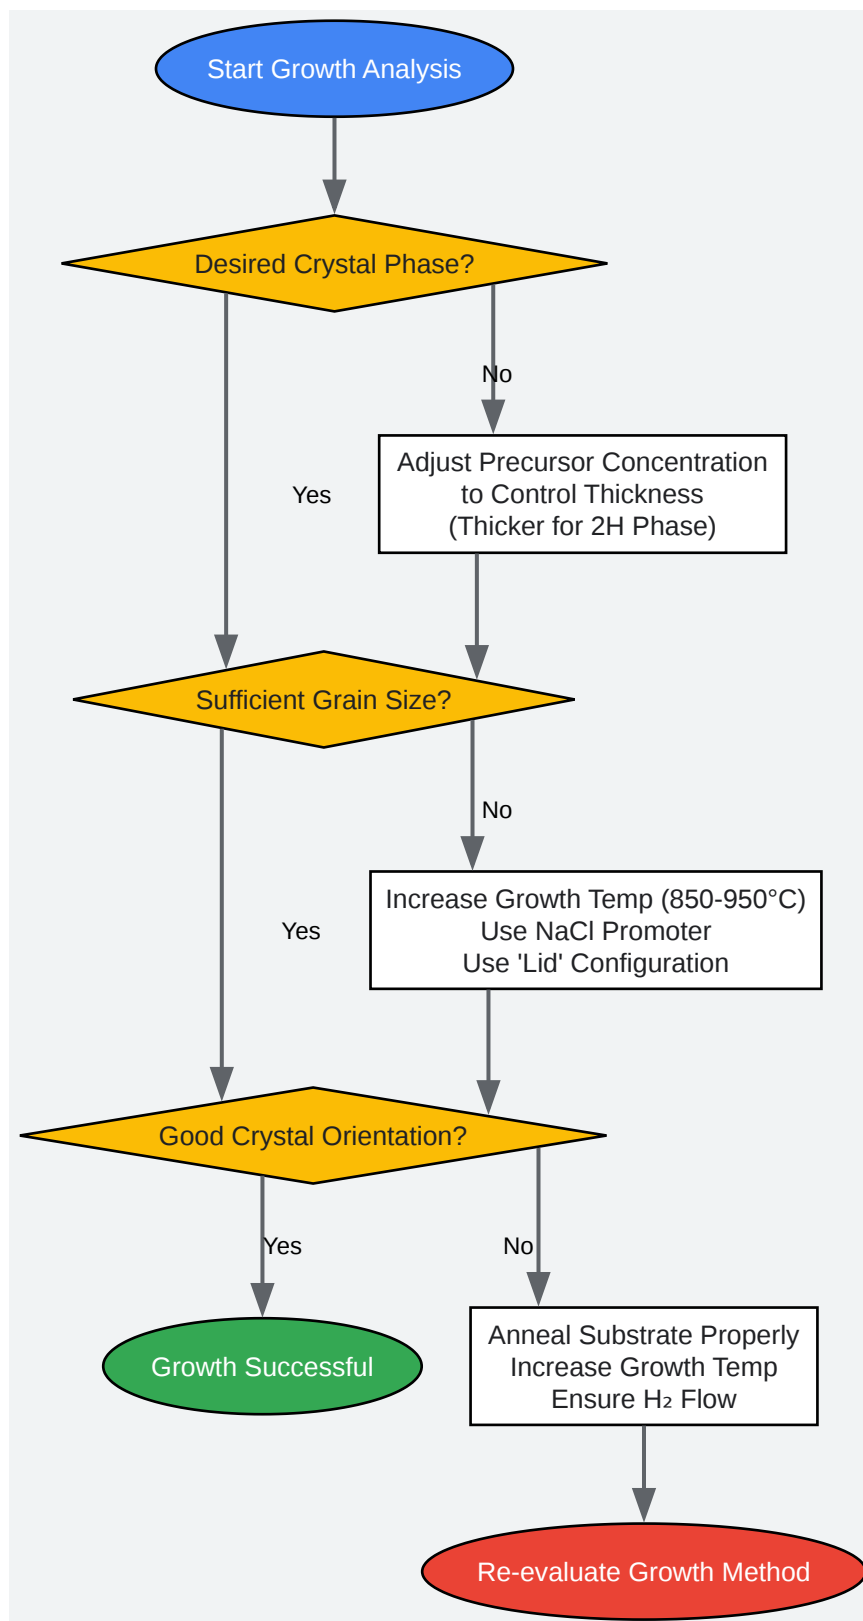 Start Growth Analysis
Desired Crystal Phase?
No
Adjust Precursor Concentration
to Control Thickness
(Thicker for 2H Phase)
Yes
Sufficient Grain Size?
No
Increase Growth Temp (850-950°C)
Use NaCl Promoter
Use 'Lid' Configuration
Yes
Good Crystal Orientation?
Yes
No
Growth Successful
Anneal Substrate Properly
Increase Growth Temp
Ensure H₂ Flow
Re-evaluate Growth Method